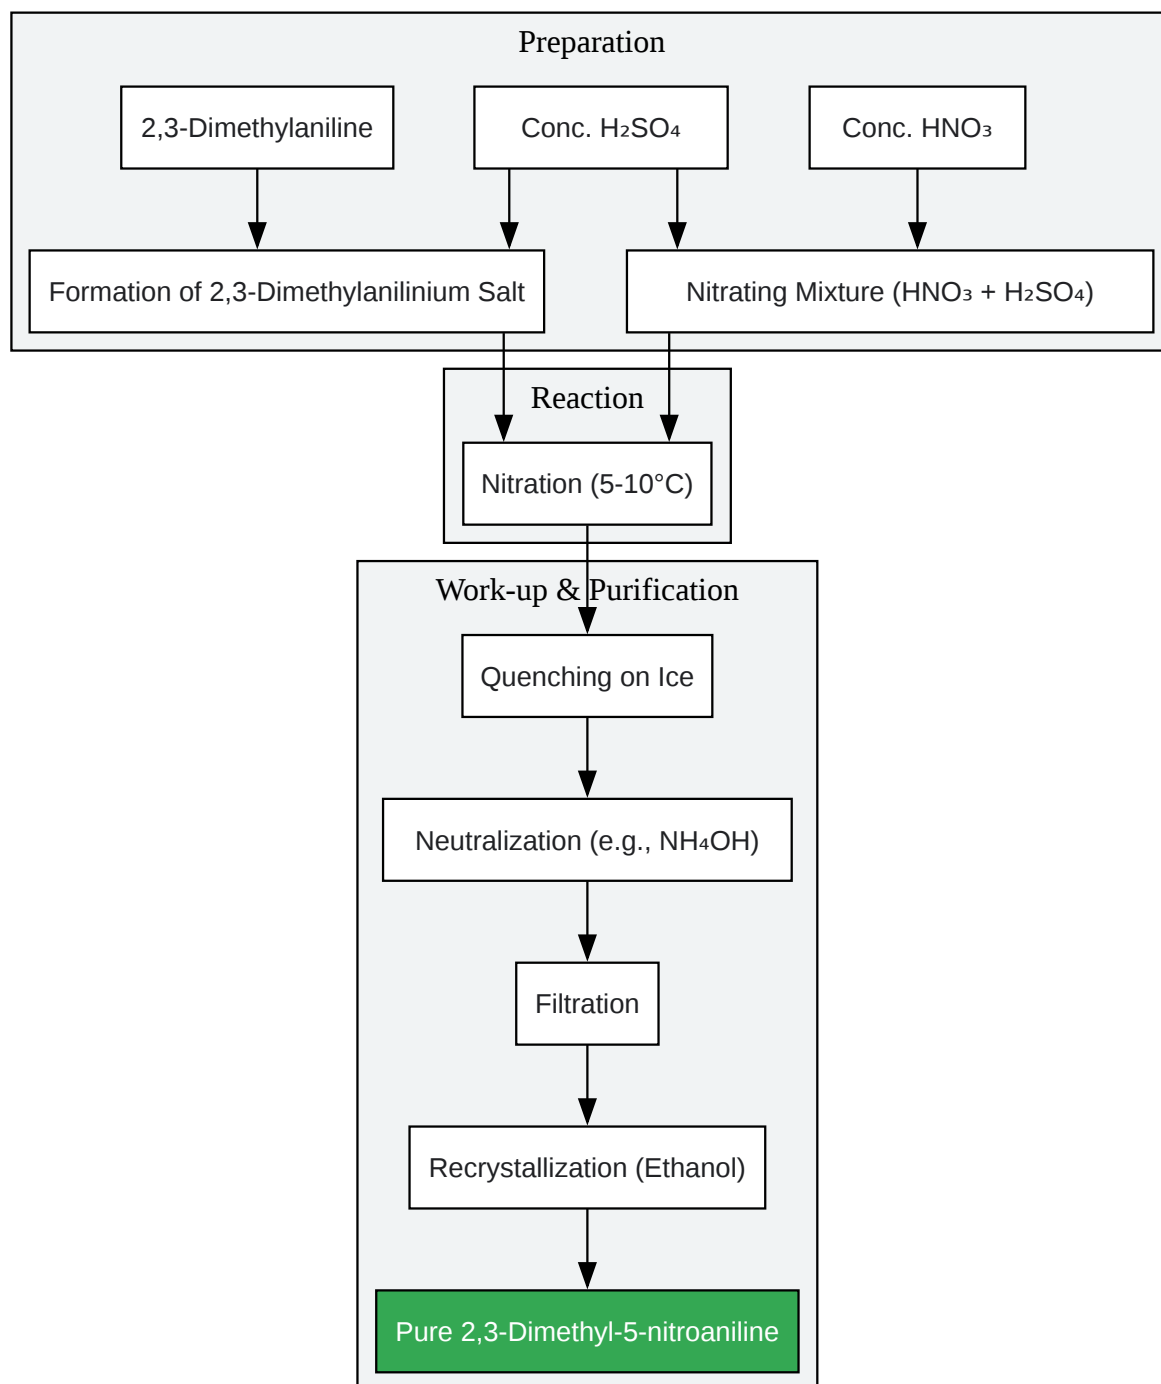 Preparation
2,3-Dimethylaniline
Conc. H₂SO₄
Conc. HNO₃
Formation of 2,3-Dimethylanilinium Salt
Nitrating Mixture (HNO₃ + H₂SO₄)
Reaction
Nitration (5-10°C)
Work-up & Purification
Quenching on Ice
Neutralization (e.g., NH₄OH)
Filtration
Recrystallization (Ethanol)
Pure 2,3-Dimethyl-5-nitroaniline